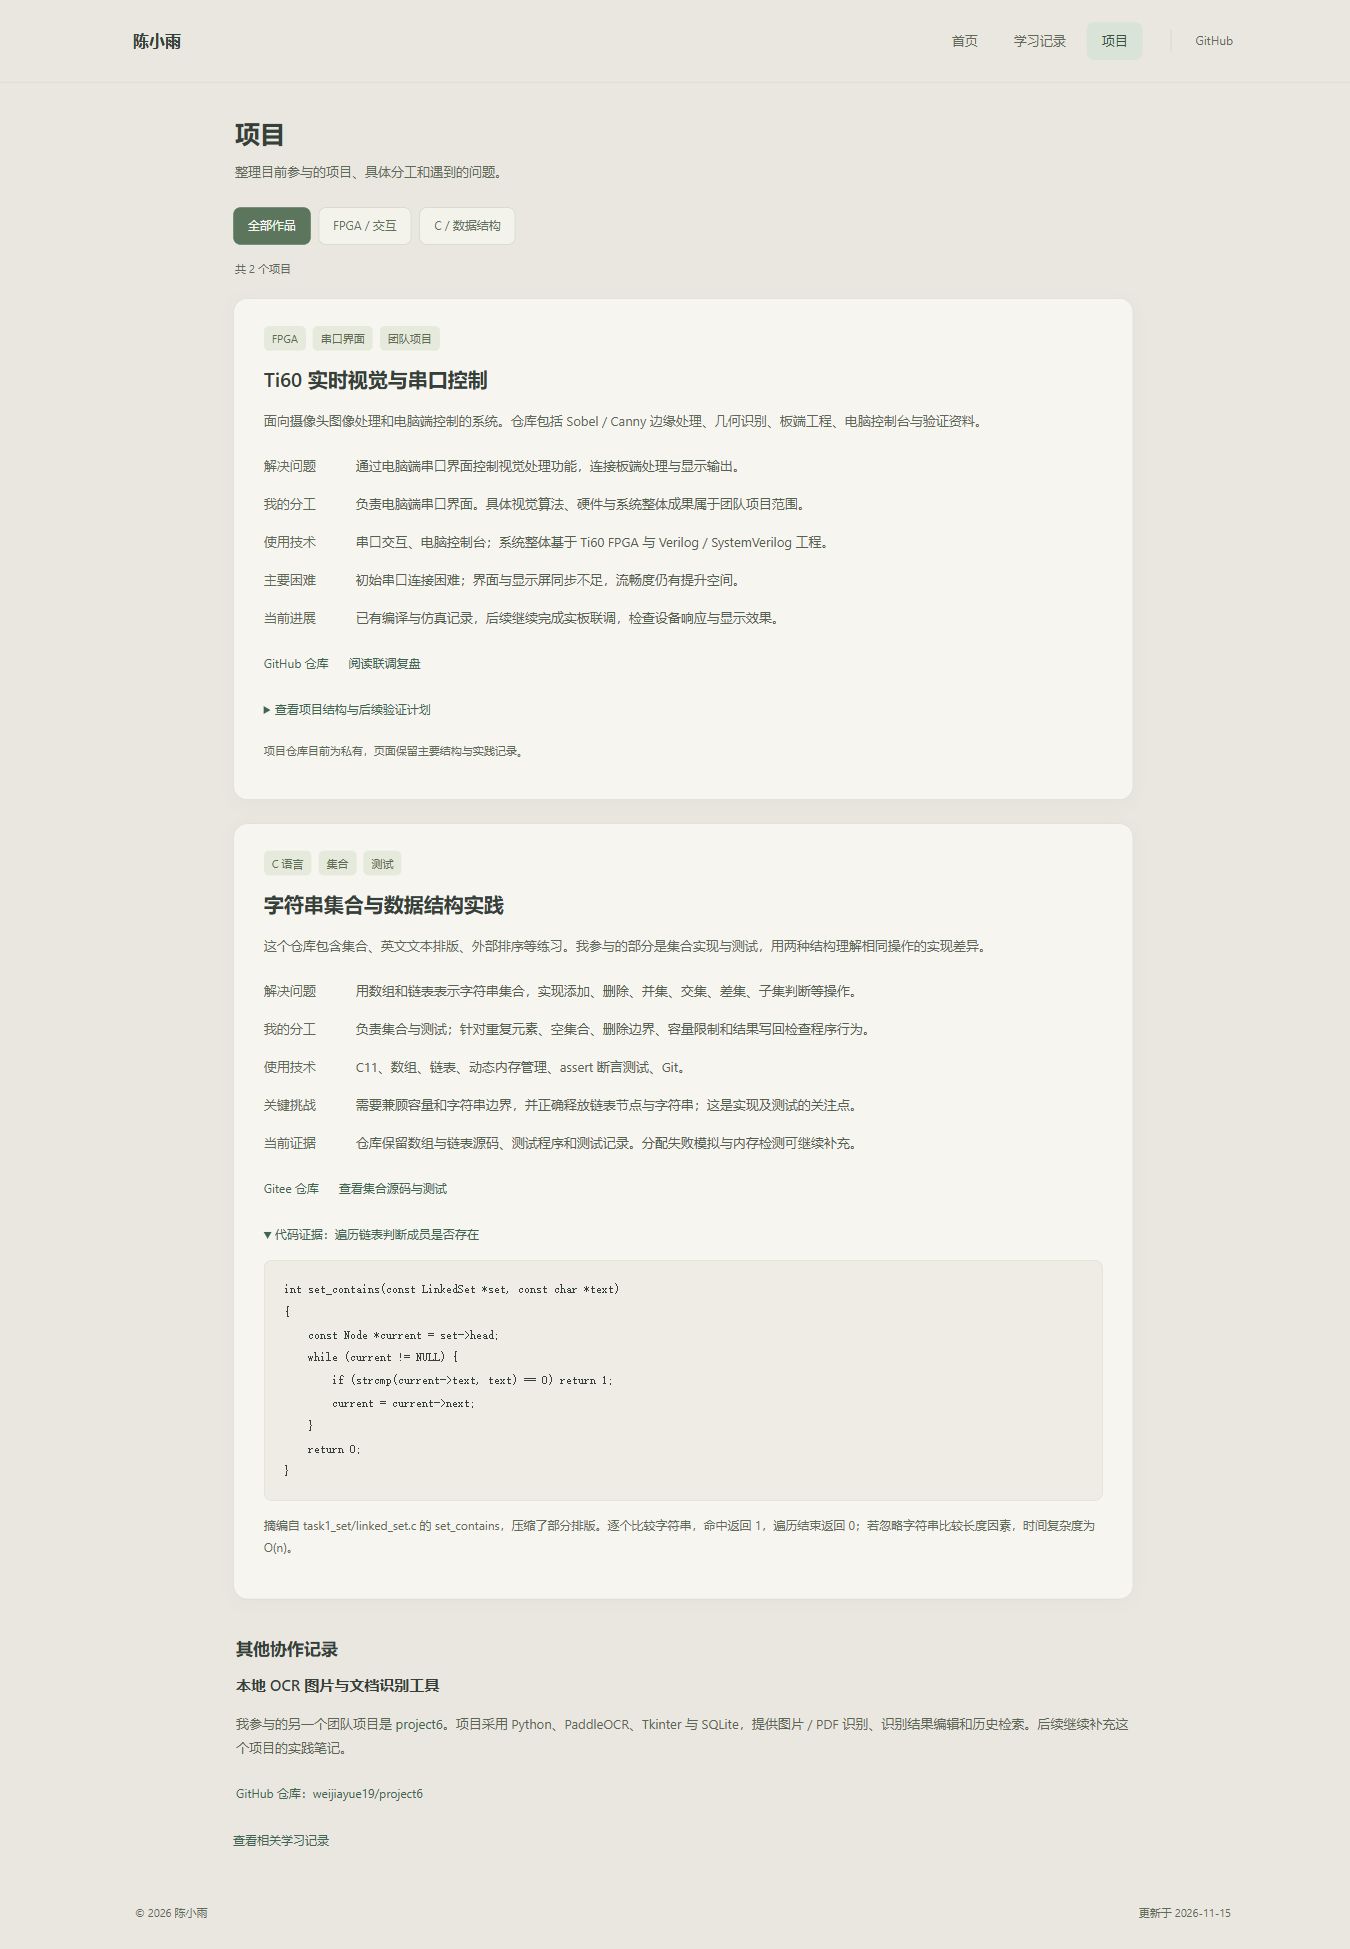 陈小雨
首页
学习记录
项目
GitHub
项目
整理目前参与的项目、具体分工和遇到的问题。
全部作品
FPGA / 交互
C / 数据结构
共 2 个项目
FPGA
串口界面
团队项目
Ti60 实时视觉与串口控制
面向摄像头图像处理和电脑端控制的系统。仓库包括 Sobel / Canny 边缘处理、几何识别、板端工程、电脑控制台与验证资料。
解决问题 通过电脑端串口界面控制视觉处理功能，连接板端处理与显示输出。
我的分工 负责电脑端串口界面。具体视觉算法、硬件与系统整体成果属于团队项目范围。
使用技术 串口交互、电脑控制台；系统整体基于 Ti60 FPGA 与 Verilog / SystemVerilog 工程。
主要困难 初始串口连接困难；界面与显示屏同步不足，流畅度仍有提升空间。
当前进展 已有编译与仿真记录，后续继续完成实板联调，检查设备响应与显示效果。
GitHub 仓库 阅读联调复盘
▶ 查看项目结构与后续验证计划
项目仓库目前为私有，页面保留主要结构与实践记录。
C 语言
集合
测试
字符串集合与数据结构实践
这个仓库包含集合、英文文本排版、外部排序等练习。我参与的部分是集合实现与测试，用两种结构理解相同操作的实现差异。
解决问题 用数组和链表表示字符串集合，实现添加、删除、并集、交集、差集、子集判断等操作。
我的分工 负责集合与测试；针对重复元素、空集合、删除边界、容量限制和结果写回检查程序行为。
使用技术 C11、数组、链表、动态内存管理、assert 断言测试、Git。
关键挑战 需要兼顾容量和字符串边界，并正确释放链表节点与字符串；这是实现及测试的关注点。
当前证据 仓库保留数组与链表源码、测试程序和测试记录。分配失败模拟与内存检测可继续补充。
Gitee 仓库 查看集合源码与测试
▼ 代码证据：遍历链表判断成员是否存在
int set_contains(const LinkedSet *set, const char *text)
{
    const Node *current = set->head;
    while (current != NULL) {
        if (strcmp(current->text, text) == 0) return 1;
        current = current->next;
    }
    return 0;
}
摘编自 task1_set/linked_set.c 的 set_contains，压缩了部分排版。逐个比较字符串，命中返回 1，遍历结束返回 0；若忽略字符串比较长度因素，时间复杂度为
O(n)。
其他协作记录
本地 OCR 图片与文档识别工具
我参与的另一个团队项目是 project6。项目采用 Python、PaddleOCR、Tkinter 与 SQLite，提供图片 / PDF 识别、识别结果编辑和历史检索。后续继续补充这
个项目的实践笔记。
GitHub 仓库：weijiayue19/project6
查看相关学习记录
© 2026 陈小雨
更新于 2026-11-15